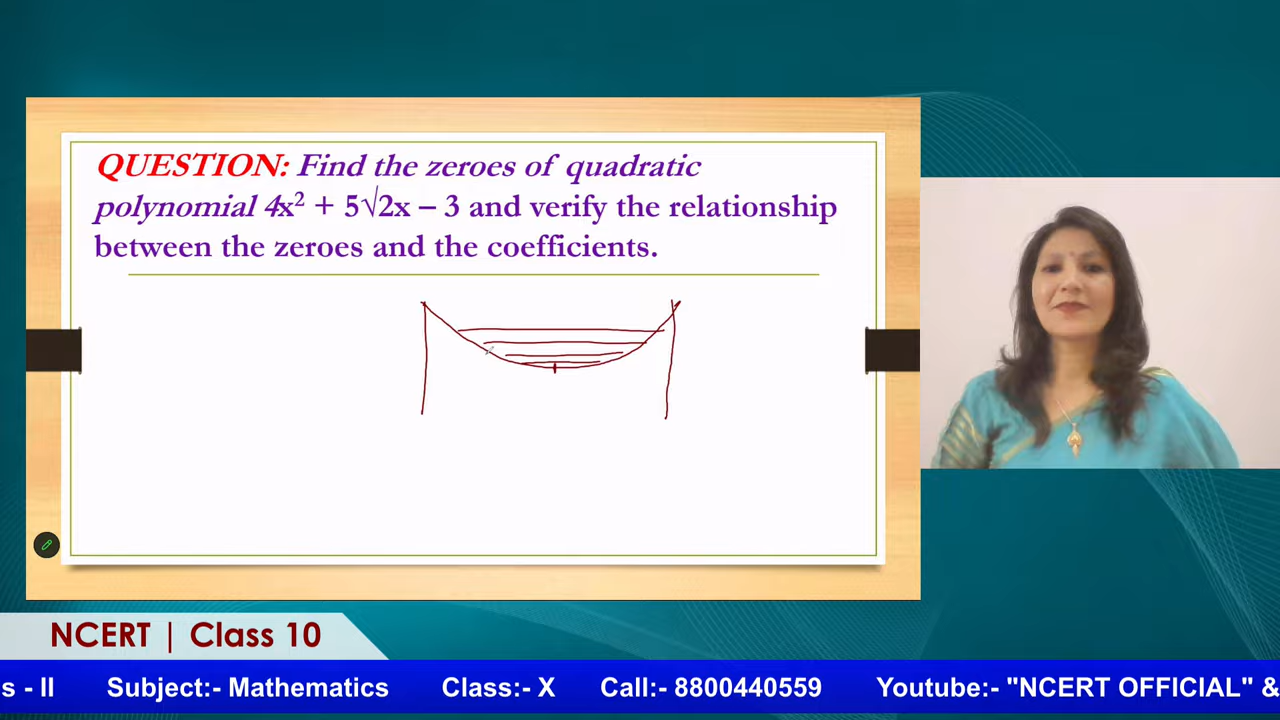 QUESTION: Find the zeroes of quadratic
polynomial 4x² + 5√2x – 3 and verify the relationship
between the zeroes and the coefficients.
NCERT | Class 10
s - II Subject:- Mathematics Class:- X Call:- 8800440559 Youtube:- "NCERT OFFICIAL" &